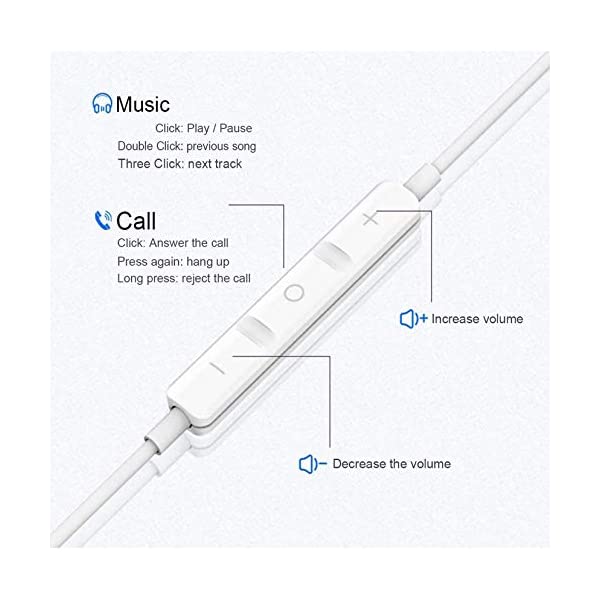 Music
Click: Play / Pause
Double Click: previous song
Three Click: next track
Call
Click: Answer the call
Press again: hang up
Long press: reject the call
+
Increase volume
Decrease the volume